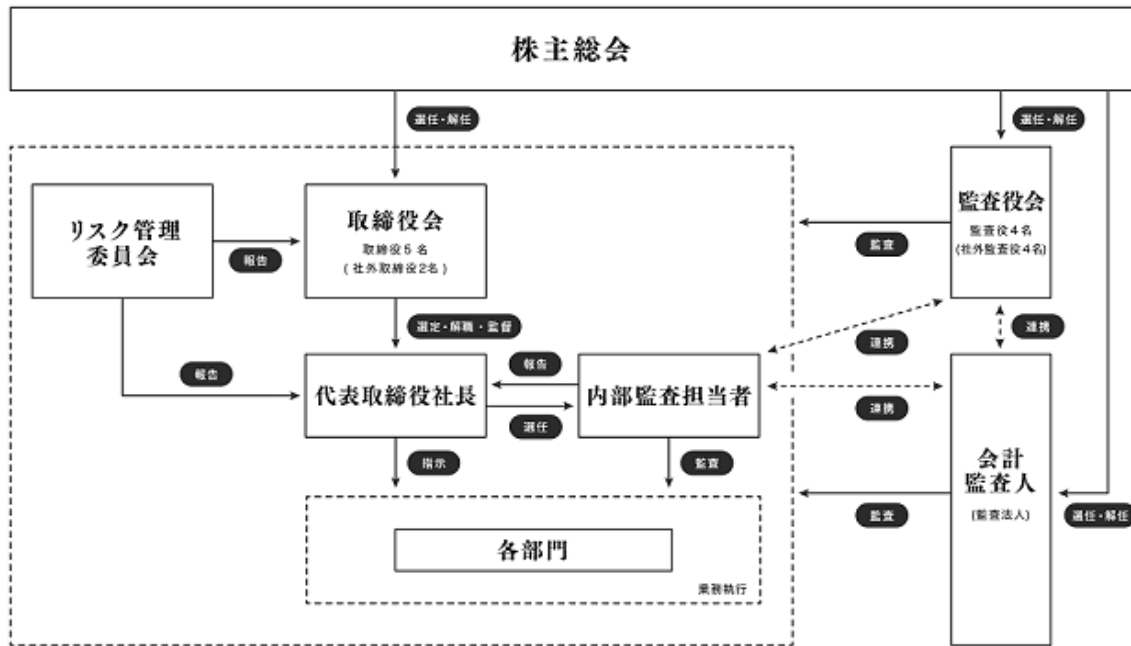 株主総会
選任・解任
選任・解任
リスク管理
委員会
報告
取締役会
取締役5名
(社外取締役2名)
監査役会
監査役4名
(社外監査役4名)
監査
選定・解職・監督
連携
連携
報告
代表取締役社長
報告
選任
内部監査担当者
連携
指示
監査
会計
監査人
(監査法人)
監査
選任・解任
各部門
業務執行